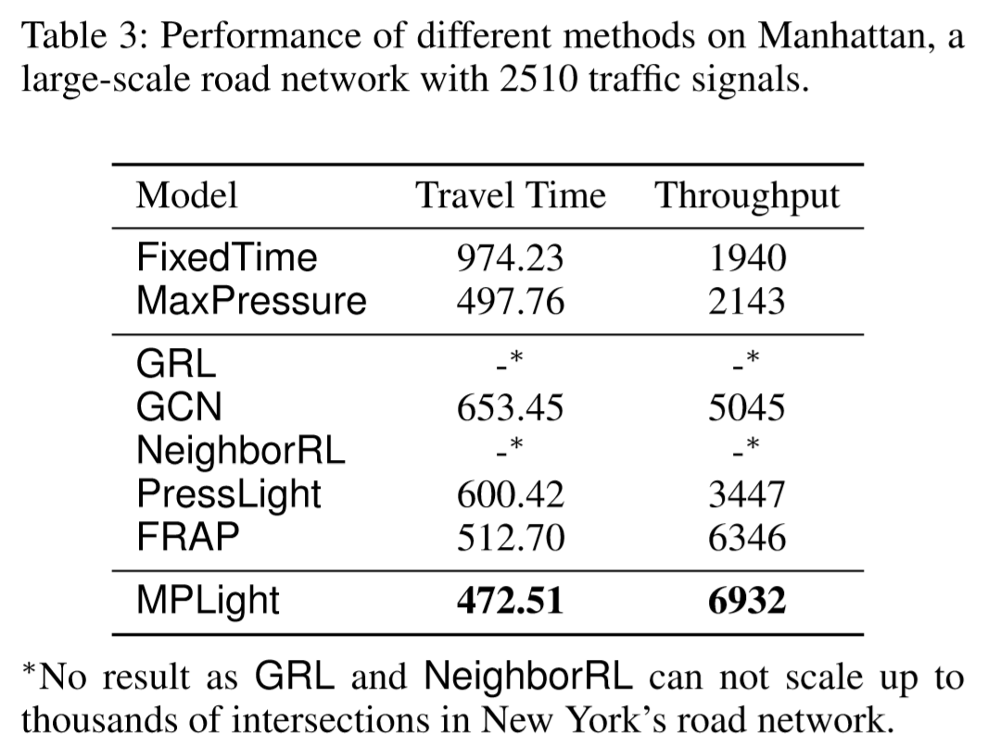 Table 3: Performance of different methods on Manhattan, a
large-scale road network with 2510 traffic signals.
Model Travel Time Throughput
FixedTime 974.23 1940
MaxPressure 497.76 2143
GRL -* -*
GCN 653.45 5045
NeighborRL -* -*
PressLight 600.42 3447
FRAP 512.70 6346
MPLight 472.51 6932
*No result as GRL and NeighborRL can not scale up to
thousands of intersections in New York's road network.